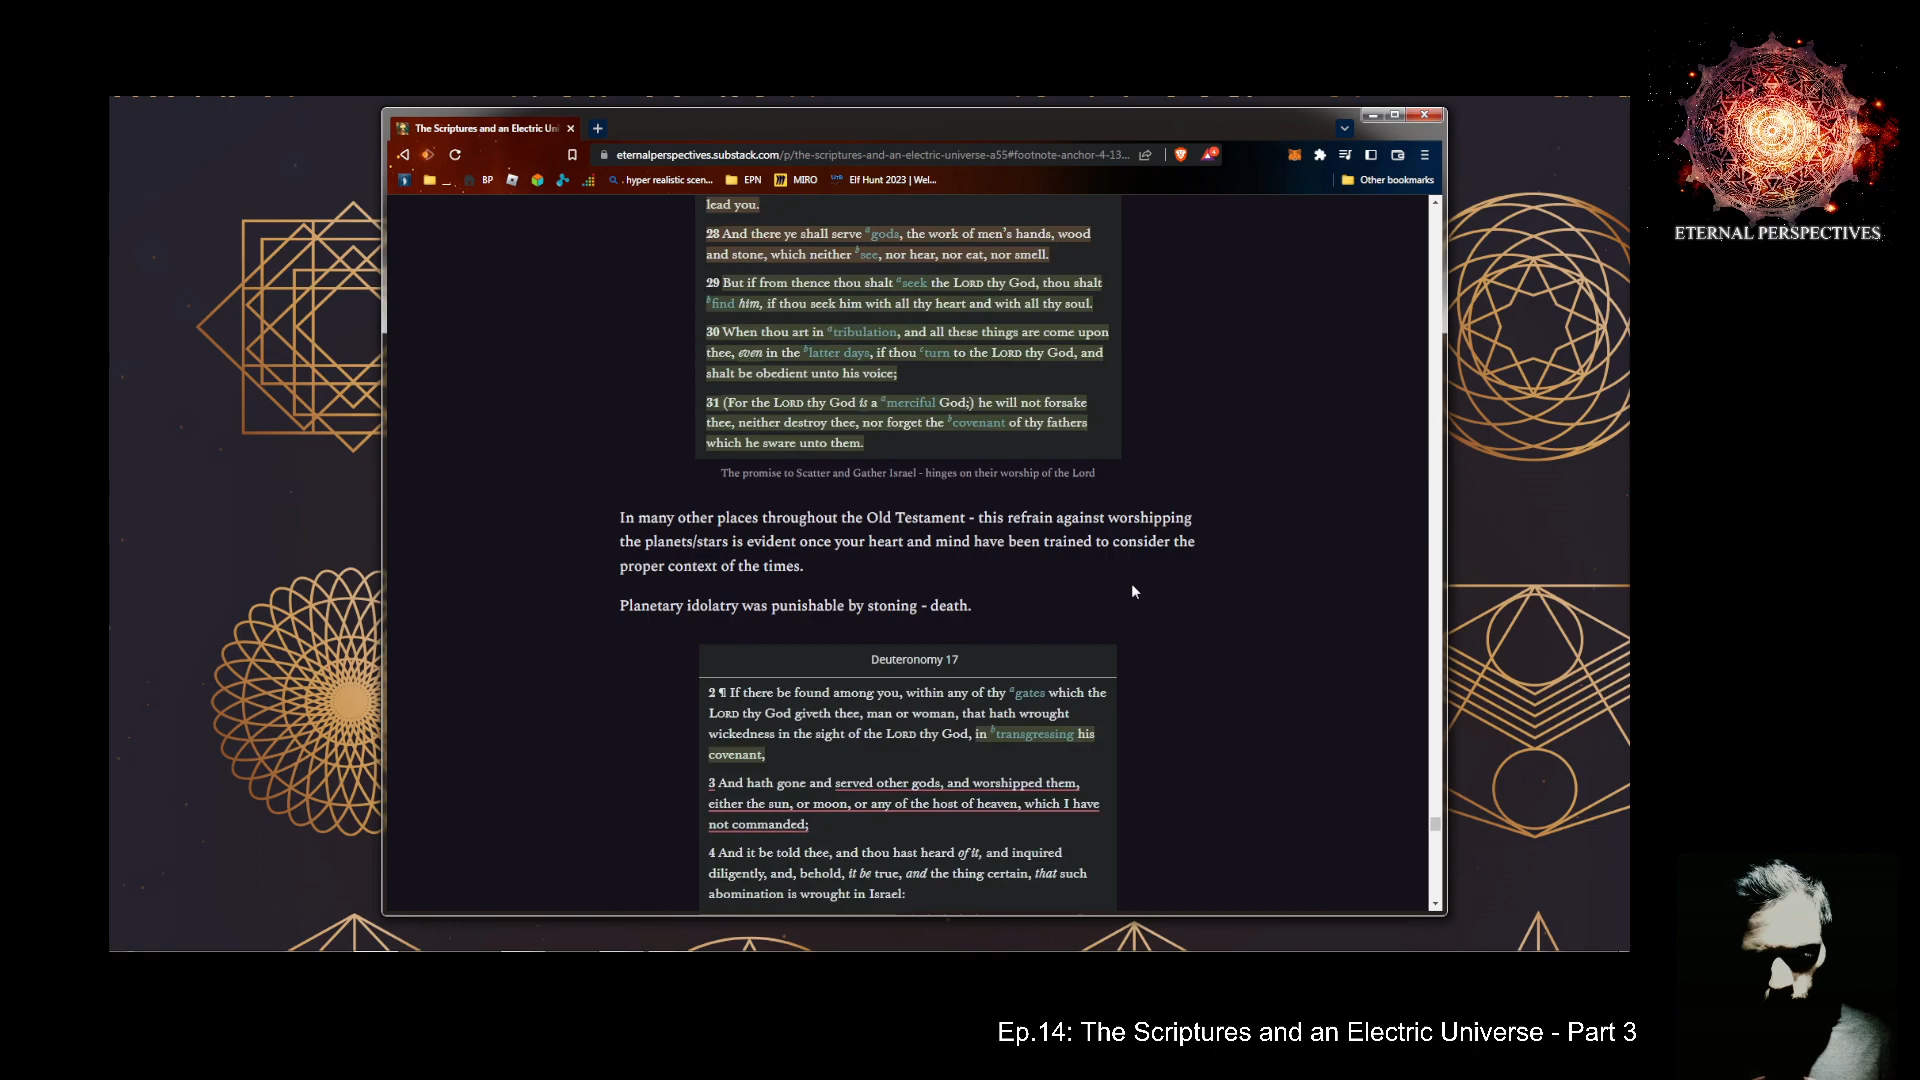 ETERNAL PERSPECTIVES
The Scriptures and an Electric Uni
eternalperspectives.substack.com/p/the-scriptures-and-an-electric-universe-a55#footnote-anchor-4-13...
BP
. hyper realistic scen...
EPN
MIRO
Elf Hunt 2023 | Wel...
Other bookmarks
lead you.
28 And there ye shall serve a gods, the work of men's hands, wood
and stone, which neither b see, nor hear, nor eat, nor smell.
29 But if from thence thou shalt a seek the LORD thy God, thou shalt
b find him, if thou seek him with all thy heart and with all thy soul.
30 When thou art in a tribulation, and all these things are come upon
thee, even in the b latter days, if thou c turn to the LORD thy God, and
shalt be obedient unto his voice;
31 (For the LORD thy God is a a merciful God;) he will not forsake
thee, neither destroy thee, nor forget the b covenant of thy fathers
which he sware unto them.
The promise to Scatter and Gather Israel - hinges on their worship of the Lord
In many other places throughout the Old Testament - this refrain against worshipping
the planets/stars is evident once your heart and mind have been trained to consider the
proper context of the times.
Planetary idolatry was punishable by stoning - death.
Deuteronomy 17
2 ¶ If there be found among you, within any of thy a gates which the
LORD thy God giveth thee, man or woman, that hath wrought
wickedness in the sight of the LORD thy God, in b transgressing his
covenant,
3 And hath gone and served other gods, and worshipped them,
either the sun, or moon, or any of the host of heaven, which I have
not commanded;
4 And it be told thee, and thou hast heard of it, and inquired
diligently, and, behold, it be true, and the thing certain, that such
abomination is wrought in Israel:
Ep.14: The Scriptures and an Electric Universe - Part 3